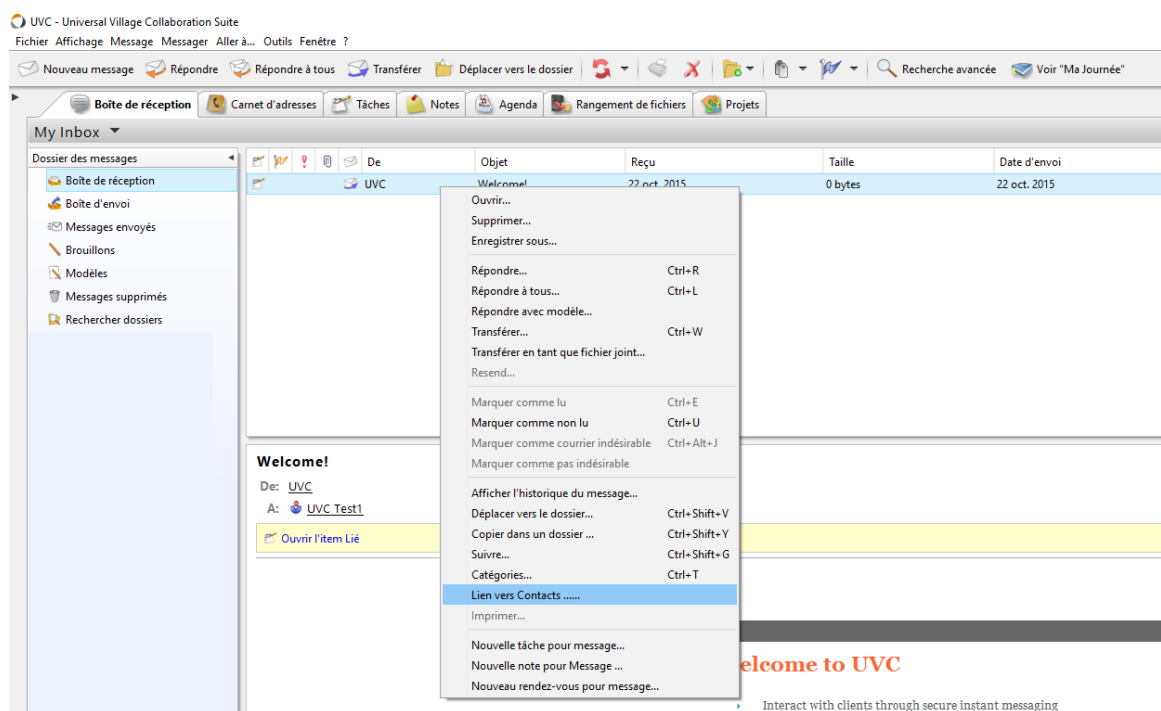 UVC - Universal Village Collaboration Suite
Fichier Affichage Message Messager Aller à... Outils Fenêtre ?
Nouveau message Répondre Répondre à tous Transférer Déplacer vers le dossier Recherche avancée Voir "Ma Journée"
Boîte de réception Carnet d'adresses Tâches Notes Agenda Rangement de fichiers Projets
My Inbox
Dossier des messages
Boîte de réception
Boîte d'envoi
Messages envoyés
Brouillons
Modèles
Messages supprimés
Rechercher dossiers
De Objet Reçu Taille Date d'envoi
UVC Welcome! 22 oct. 2015 0 bytes 22 oct. 2015
Ouvrir...
Supprimer...
Enregistrer sous...
Répondre... Ctrl+R
Répondre à tous... Ctrl+L
Répondre avec modèle...
Transférer... Ctrl+W
Transférer en tant que fichier joint...
Resend...
Marquer comme lu Ctrl+E
Marquer comme non lu Ctrl+U
Marquer comme courrier indésirable Ctrl+Alt+J
Marquer comme pas indésirable
Afficher l'historique du message...
Déplacer vers le dossier... Ctrl+Shift+V
Copier dans un dossier ... Ctrl+Shift+Y
Suivre... Ctrl+Shift+G
Catégories... Ctrl+T
Lien vers Contacts ......
Imprimer...
Nouvelle tâche pour message...
Nouvelle note pour Message ...
Nouveau rendez-vous pour message...
Welcome!
De: UVC
A: UVC Test1
Ouvrir l'item Lié
elcome to UVC
Interact with clients through secure instant messaging